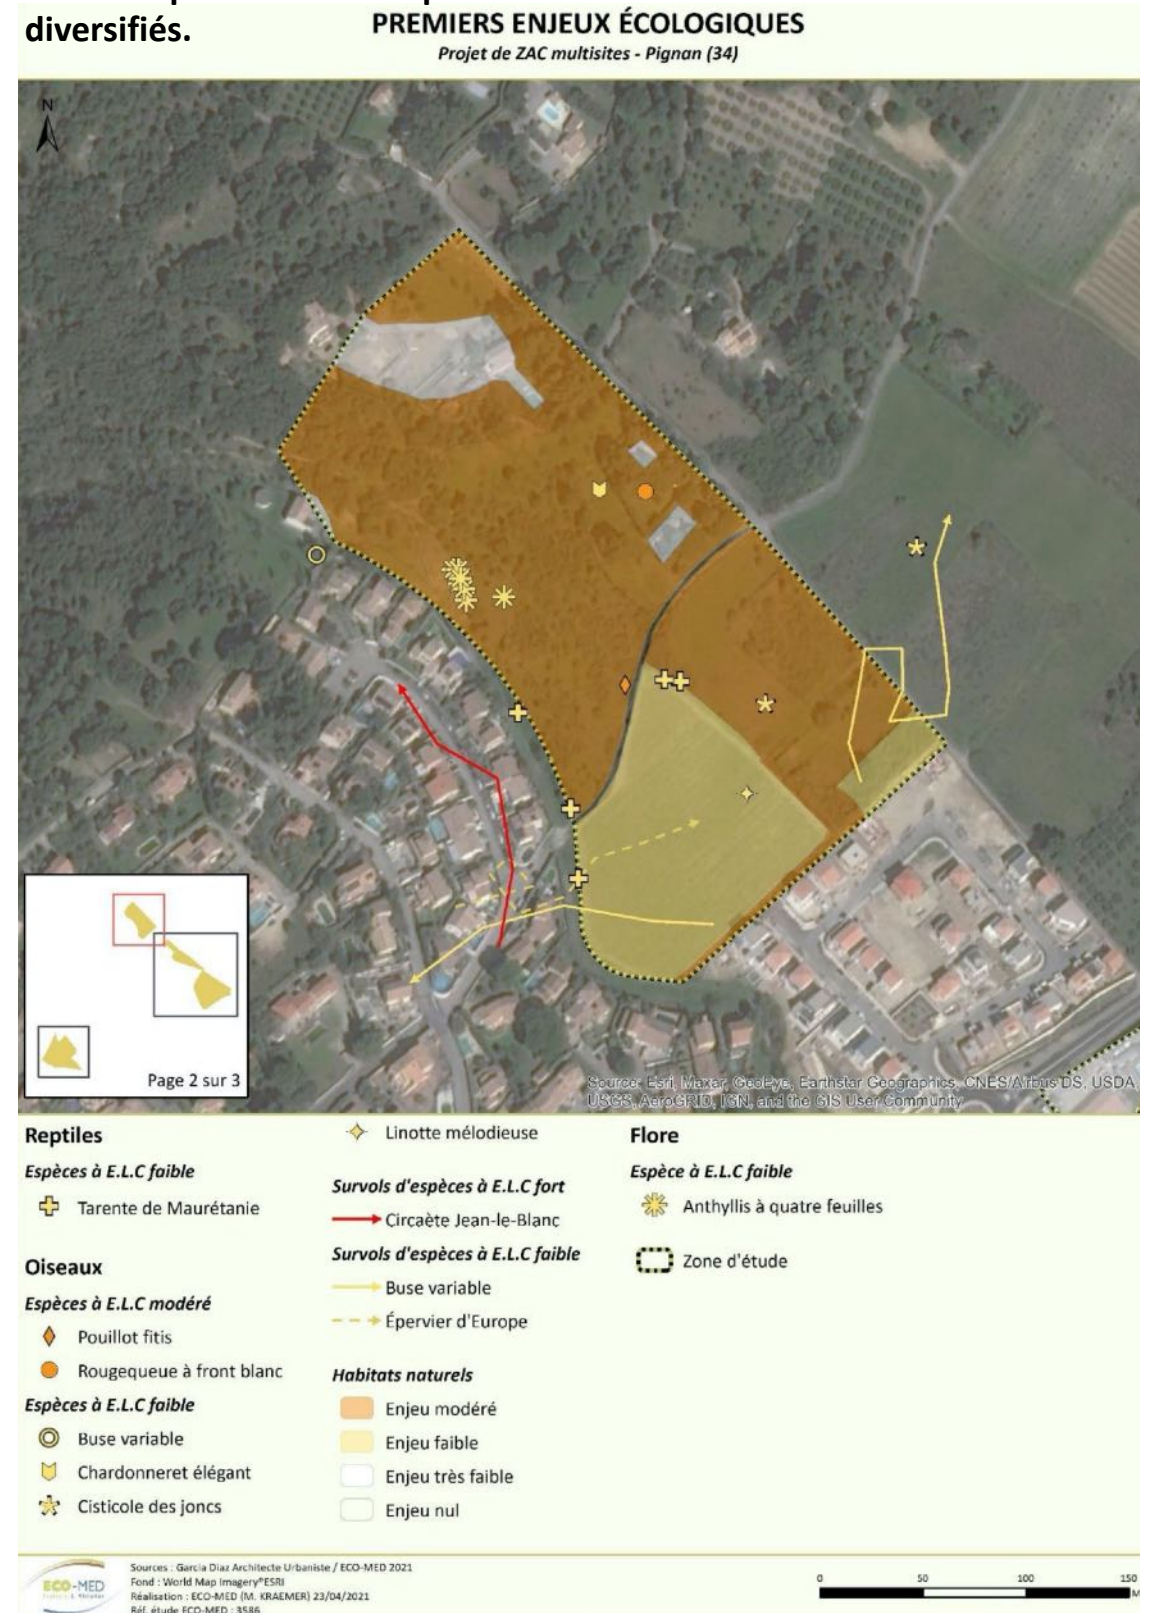 diversifiés.
PREMIERS ENJEUX ÉCOLOGIQUES
Projet de ZAC multisites - Pignan (34)
N
Page 2 sur 3
Source: Esri, Maxar, GeoEye, Earthstar Geographics, CNES/Airbus DS, USDA,
USGS, AeroGRID, IGN, and the GIS User Community
Reptiles
Espèces à E.L.C faible
Tarente de Maurétanie
Oiseaux
Espèces à E.L.C modéré
Pouillot fitis
Rougequeue à front blanc
Espèces à E.L.C faible
Buse variable
Chardonneret élégant
Cisticole des joncs
Linotte mélodieuse
Survols d'espèces à E.L.C fort
Circaète Jean-le-Blanc
Survols d'espèces à E.L.C faible
Buse variable
Épervier d'Europe
Habitats naturels
Enjeu modéré
Enjeu faible
Enjeu très faible
Enjeu nul
Flore
Espèce à E.L.C faible
Anthyllis à quatre feuilles
Zone d'étude
ECO-MED
Sources : Garcia Diaz Architecte Urbaniste / ECO-MED 2021
Fond : World Map Imagery®ESRI
Réalisation : ECO-MED (M. KRAEMER) 23/04/2021
Réf. étude ECO-MED : 3586
0 50 100 150
M